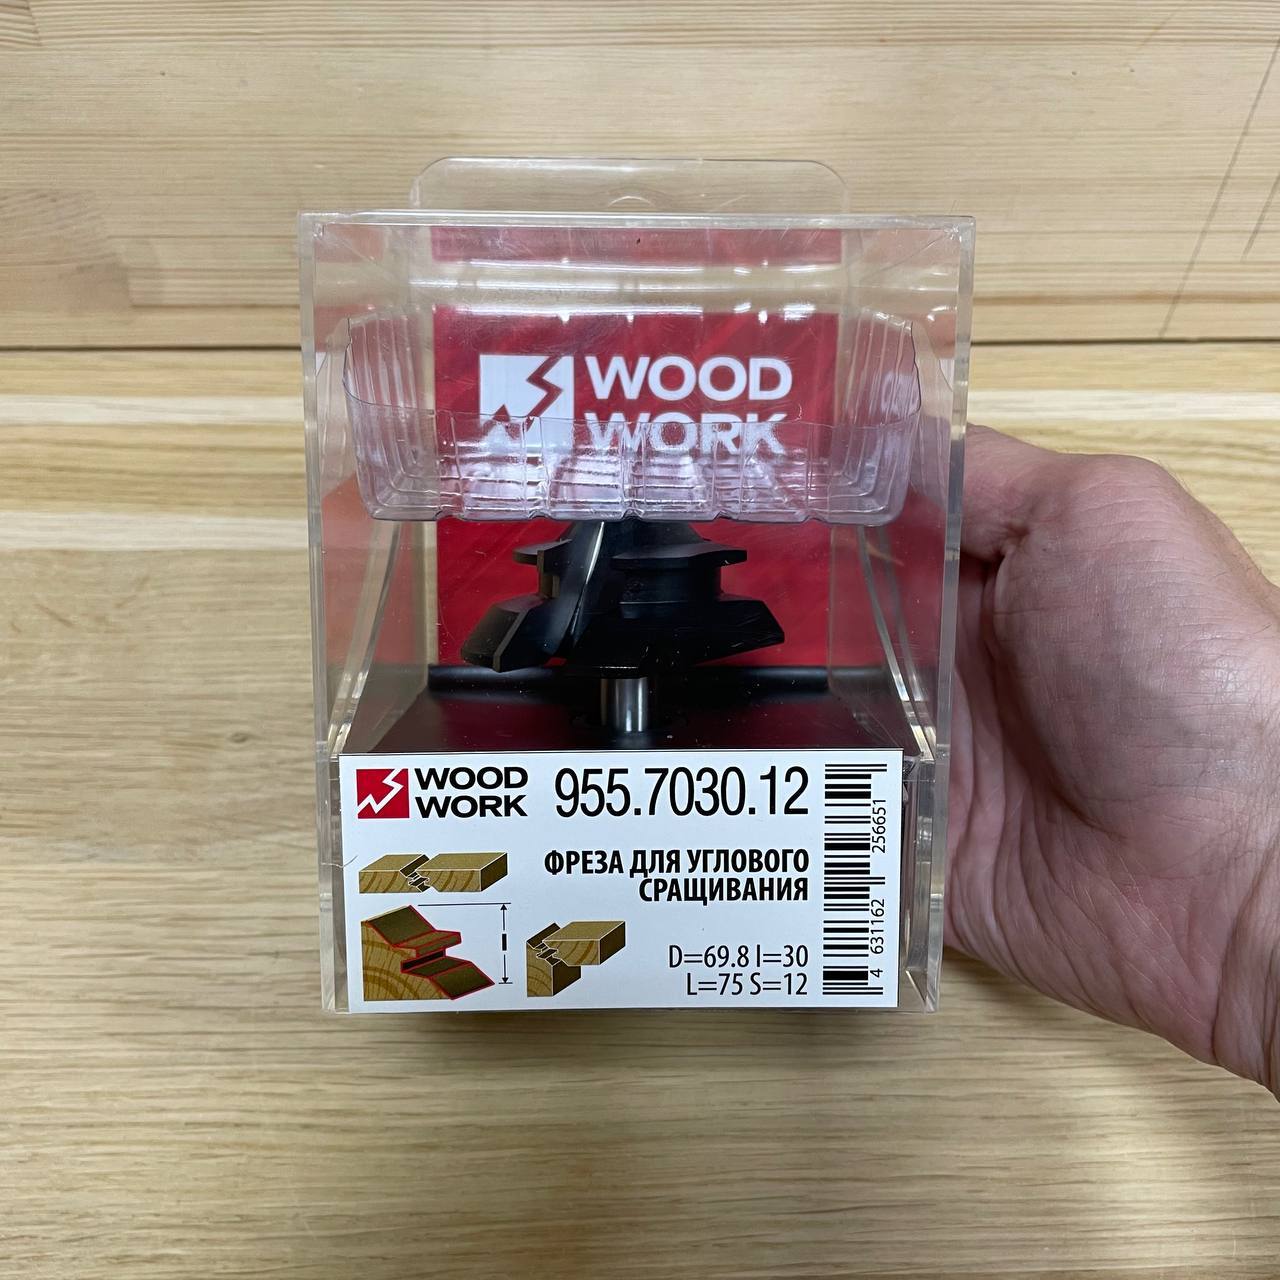 WOOD
WORK
WOOD
WORK
955.7030.12
ФРЕЗА ДЛЯ УГЛОВОГО
СРАЩИВАНИЯ
I
D=69.8 l=30
L=75 S=12
4 631162 256651